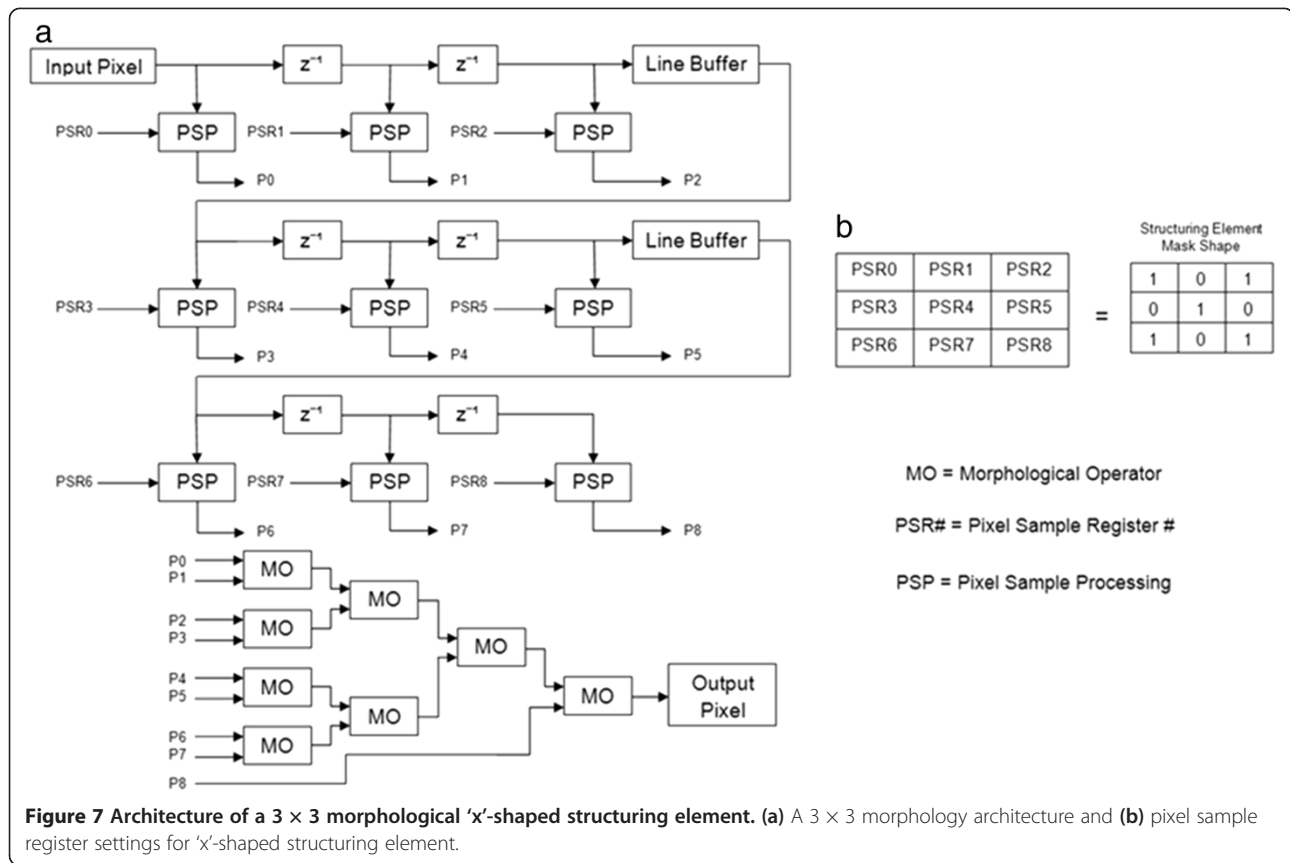 a
Input Pixel z⁻¹ z⁻¹ Line Buffer
PSR0 PSP PSR1 PSP PSR2 PSP
P0 P1 P2
z⁻¹ z⁻¹ Line Buffer
PSR3 PSP PSR4 PSP PSR5 PSP
P3 P4 P5
z⁻¹ z⁻¹
PSR6 PSP PSR7 PSP PSR8 PSP
P6 P7 P8
P0
P1
MO
MO
P2
P3
MO
MO
P4
P5
MO
MO
MO
Output
Pixel
P6
P7
MO
MO
P8
b
Structuring Element
Mask Shape
PSR0 PSR1 PSR2
PSR3 PSR4 PSR5
PSR6 PSR7 PSR8
=
1 0 1
0 1 0
1 0 1
MO = Morphological Operator
PSR# = Pixel Sample Register #
PSP = Pixel Sample Processing
Figure 7 Architecture of a 3 × 3 morphological ‘x’-shaped structuring element. (a) A 3 × 3 morphology architecture and (b) pixel sample
register settings for ‘x’-shaped structuring element.